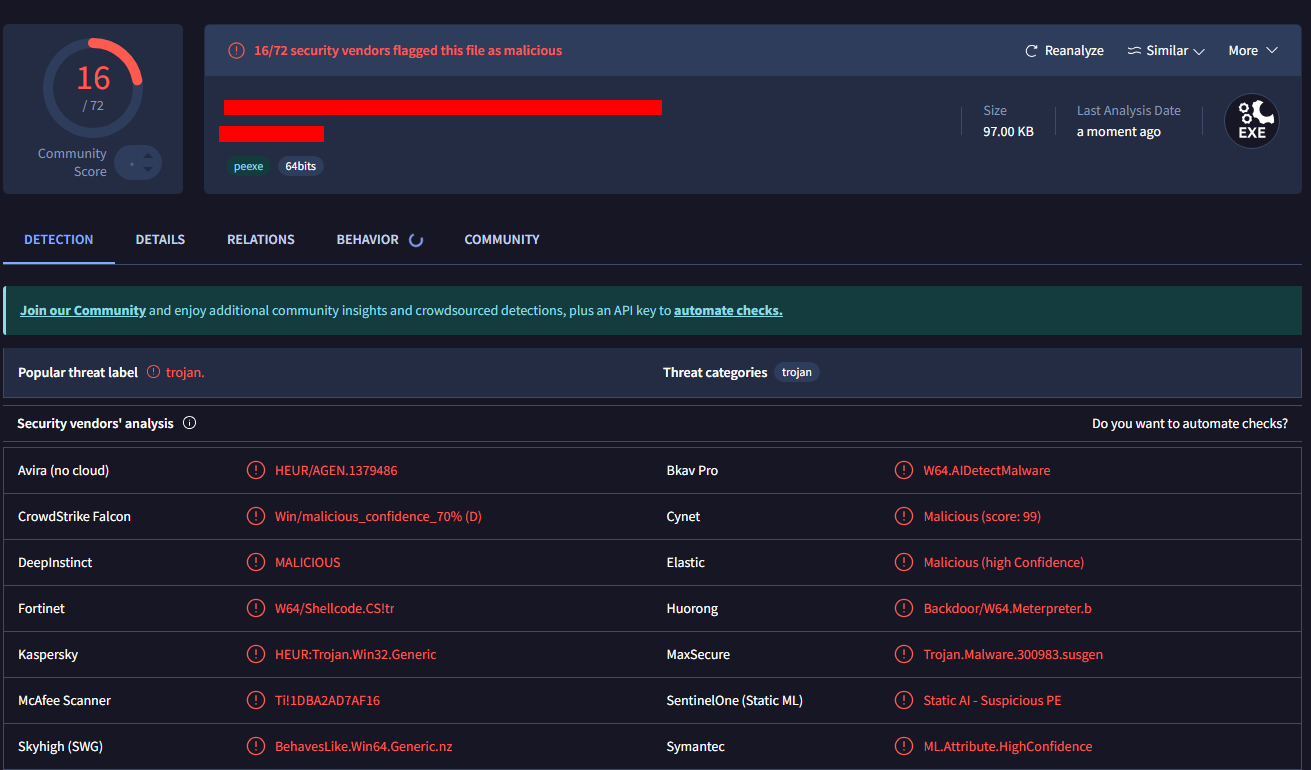 16
/ 72
Community
Score
16/72 security vendors flagged this file as malicious
Reanalyze
Similar
More
peexe
64bits
Size
97.00 KB
Last Analysis Date
a moment ago
EXE
DETECTION
DETAILS
RELATIONS
BEHAVIOR
COMMUNITY
Join our Community and enjoy additional community insights and crowdsourced detections, plus an API key to automate checks.
Popular threat label trojan.
Threat categories trojan
Security vendors' analysis
Do you want to automate checks?
Avira (no cloud) HEUR/AGEN.1379486 Bkav Pro W64.AIDetectMalware
CrowdStrike Falcon Win/malicious_confidence_70% (D) Cynet Malicious (score: 99)
DeepInstinct MALICIOUS Elastic Malicious (high Confidence)
Fortinet W64/Shellcode.CS!tr Huorong Backdoor/W64.Meterpreter.b
Kaspersky HEUR:Trojan.Win32.Generic MaxSecure Trojan.Malware.300983.susgen
McAfee Scanner Ti!1DBA2AD7AF16 SentinelOne (Static ML) Static AI - Suspicious PE
Skyhigh (SWG) BehavesLike.Win64.Generic.nz Symantec ML.Attribute.HighConfidence